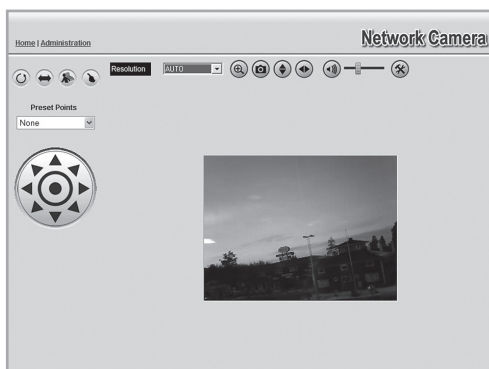 Network Camera
Home | Administration
Resolution AUTO
Preset Points
None